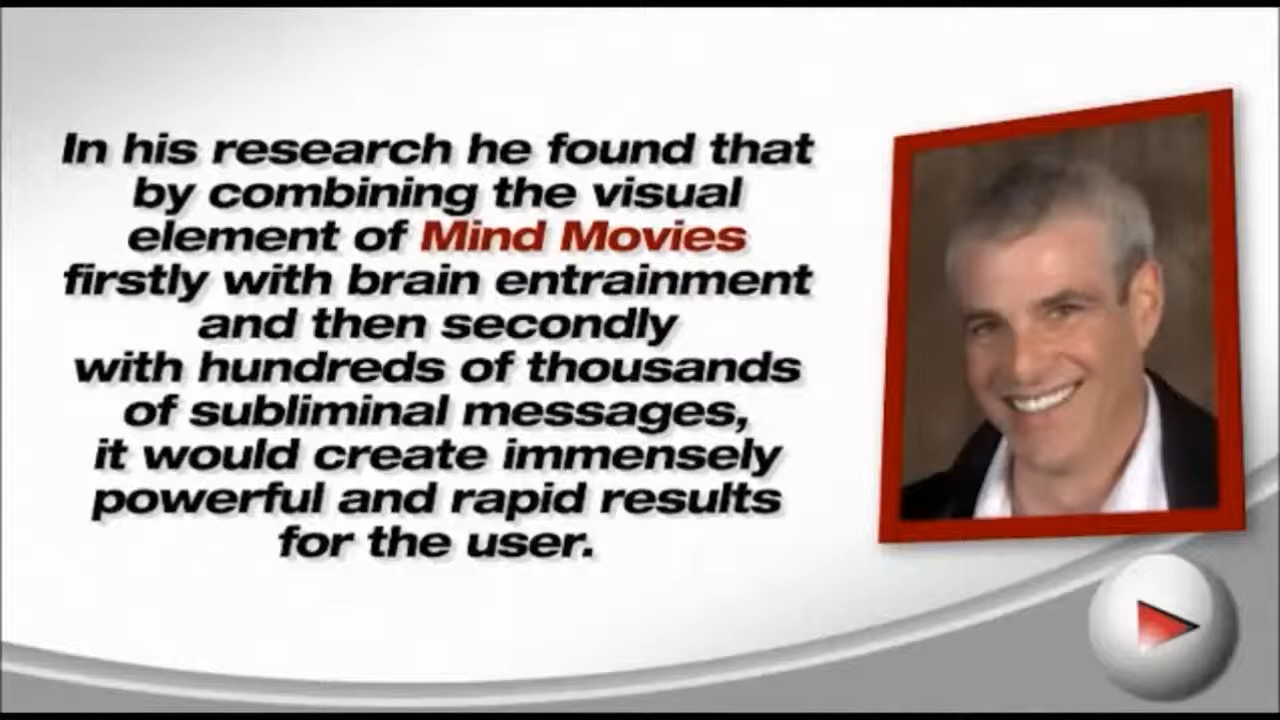 In his research he found that
by combining the visual
element of Mind Movies
firstly with brain entrainment
and then secondly
with hundreds of thousands
of subliminal messages,
it would create immensely
powerful and rapid results
for the user.